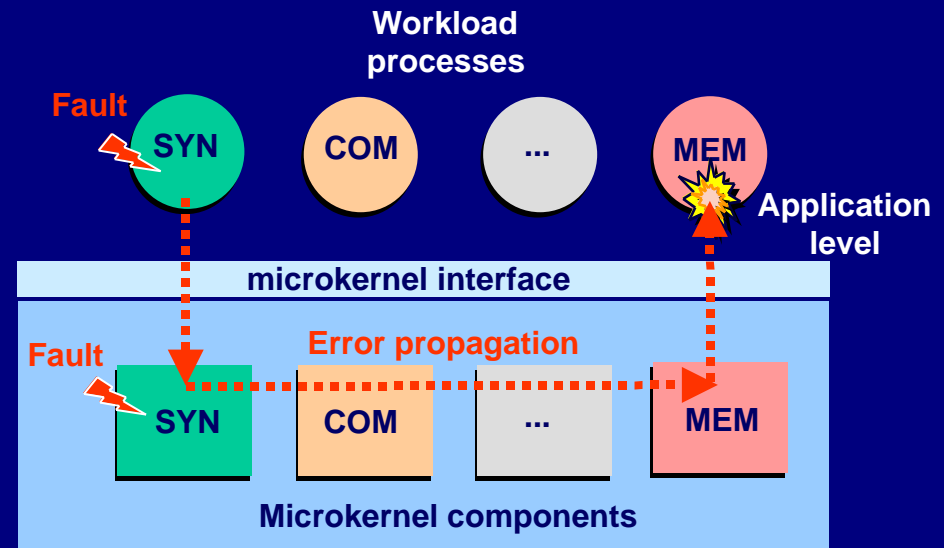 Workload
processes
Fault
SYN
COM
...
MEM
Application
level
microkernel interface
Fault
Error propagation
SYN
COM
...
MEM
Microkernel components